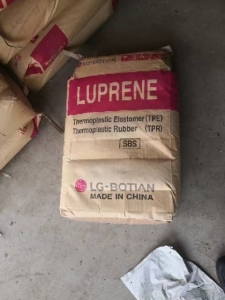 LUPRENE
Thermoplastic Elastomer (TPE)
Thermoplastic Rubber (TPR)
SBS
LG-BOTIAN
MADE IN CHINA